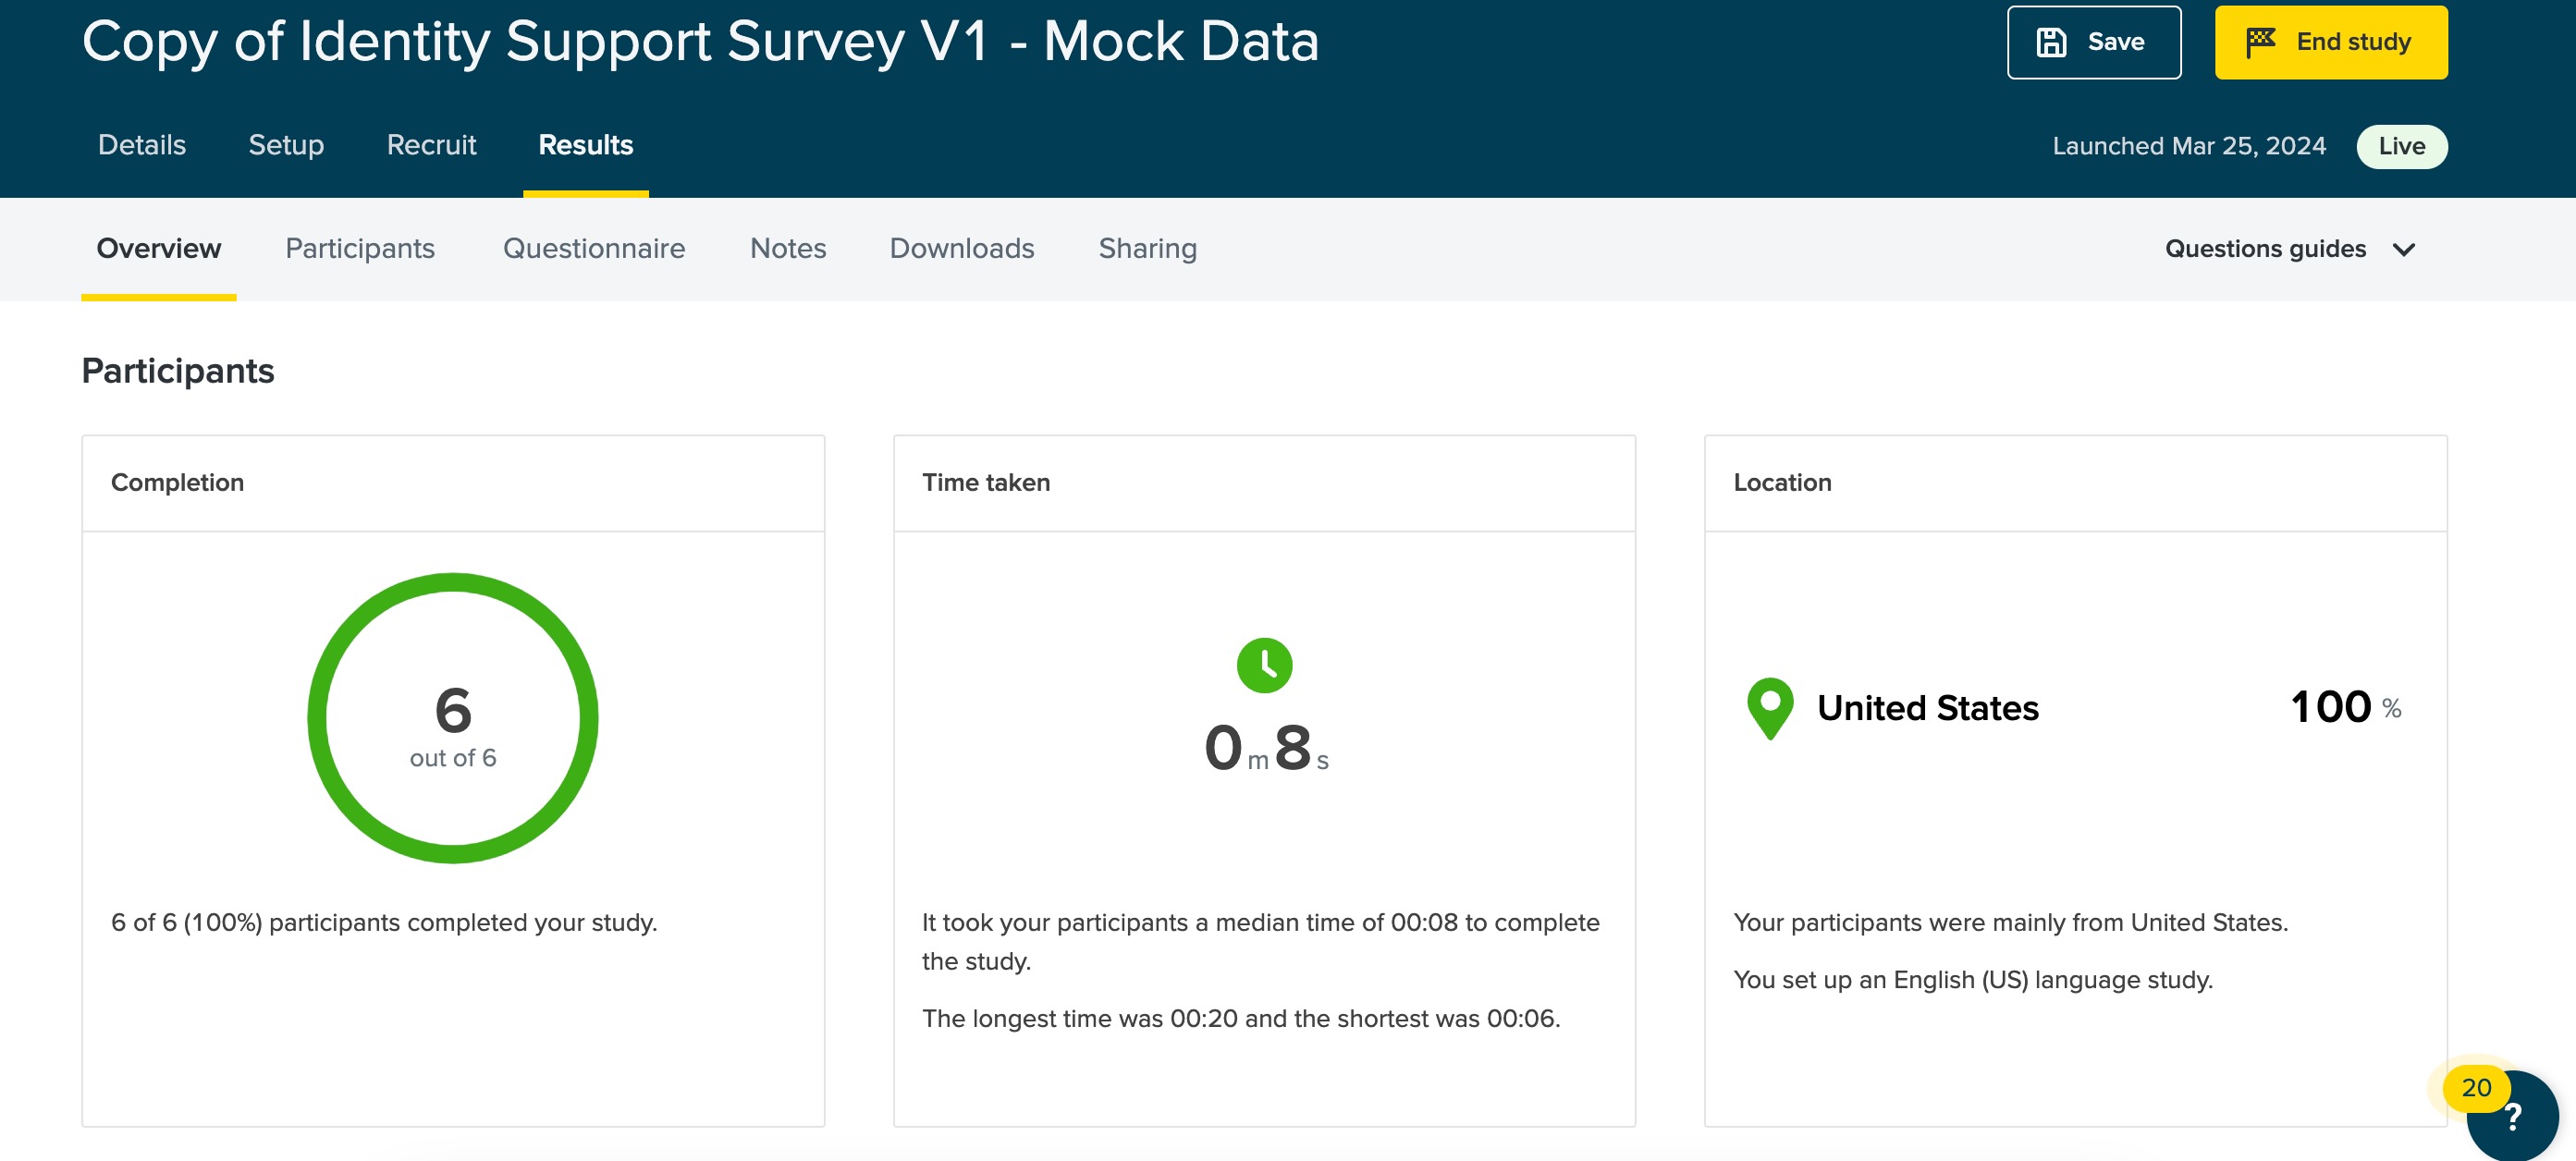 Copy of Identity Support Survey V1 - Mock Data
Save
End study
Details
Setup
Recruit
Results
Launched Mar 25, 2024
Live
Overview
Participants
Questionnaire
Notes
Downloads
Sharing
Questions guides
Participants
Completion
6
out of 6
6 of 6 (100%) participants completed your study.
Time taken
0 m 8 s
It took your participants a median time of 00:08 to complete
the study.
The longest time was 00:20 and the shortest was 00:06.
Location
United States
100 %
Your participants were mainly from United States.
You set up an English (US) language study.
20
?